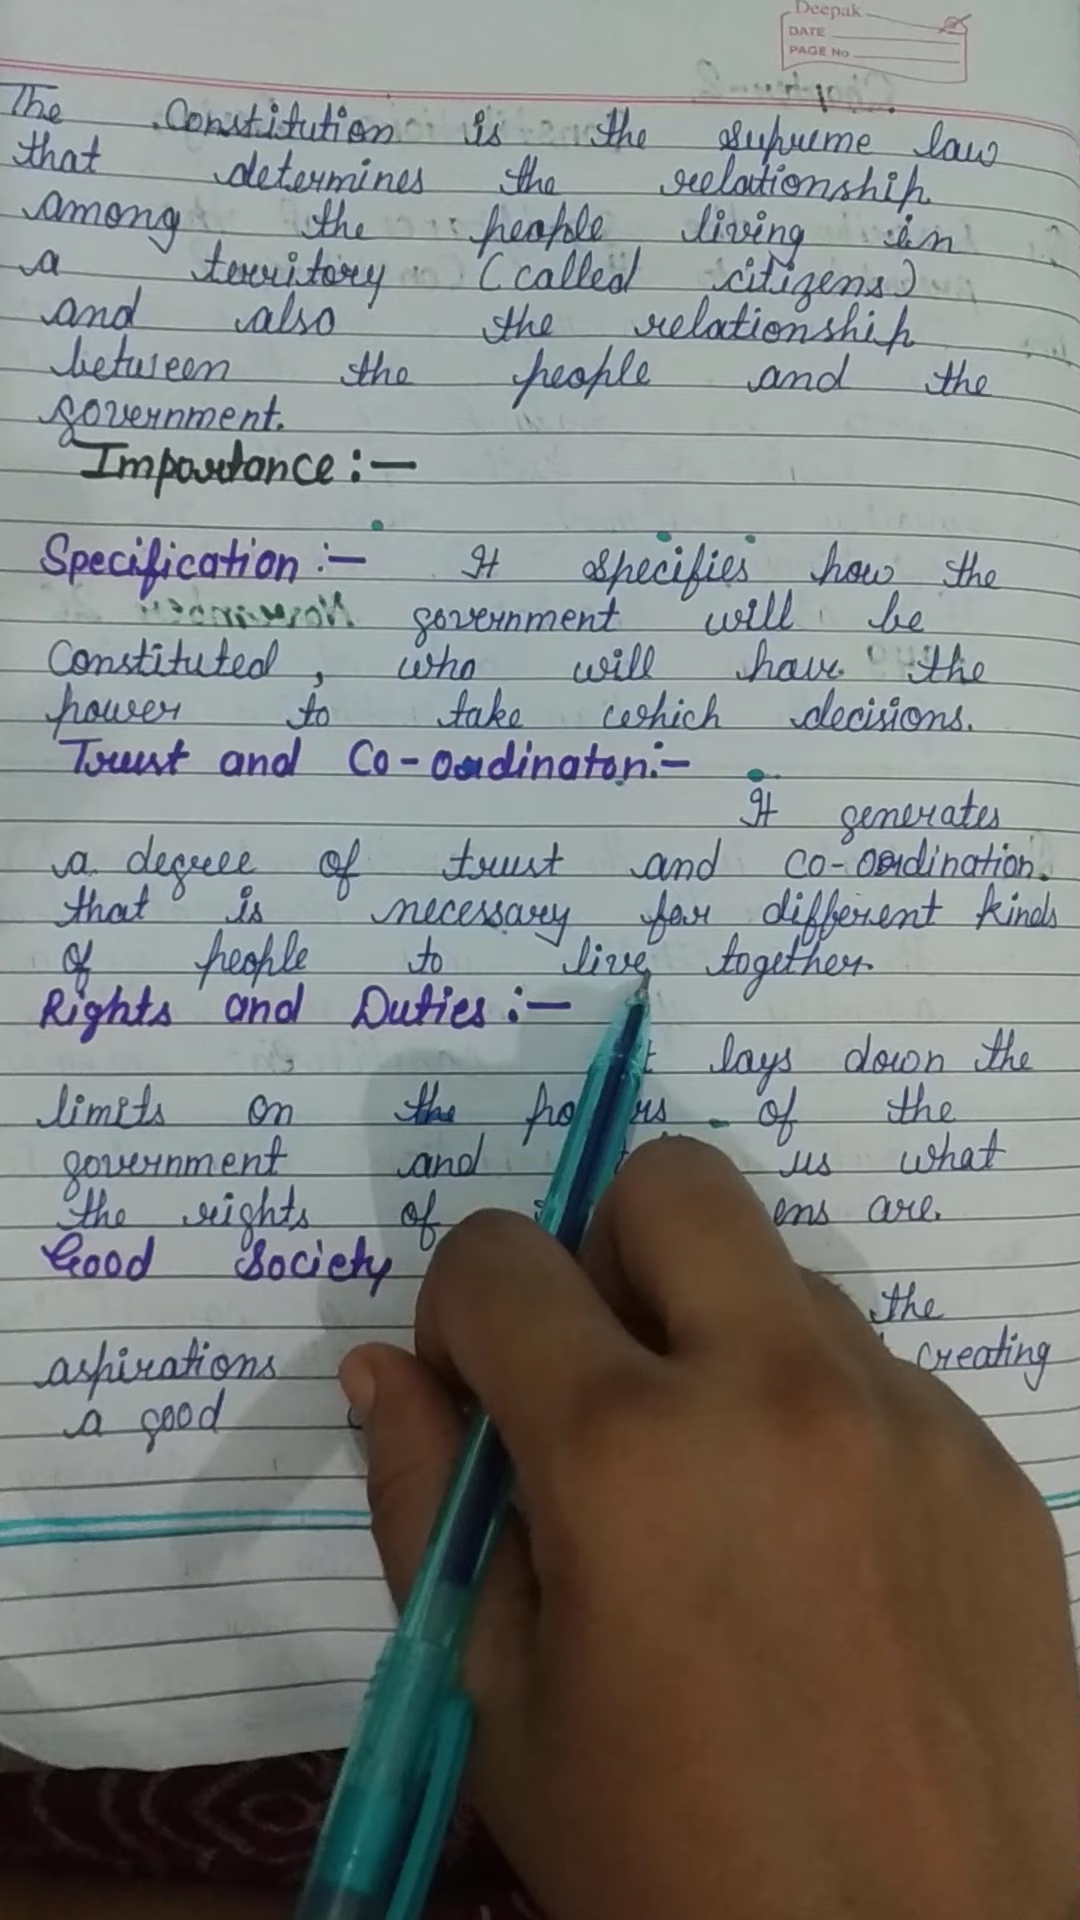 Deepak
DATE
PAGE No
The Constitution is the supreme law
that determines the relationship
among the people living in
a territory (called citizens)
and also the relationship
between the people and the
government.
Importance :-
Specification :- It specifies how the
government will be
Constituted, who will have the
power to take which decisions.
Trust and Co-ordinaton:-
It generates
a degree of trust and co-ordination.
that is necessary for different kinds
of people to live together.
Rights and Duties :-
lays down the
limits on the of the
government and us what
the rights of are.
Good Society
the
aspirations creating
a good